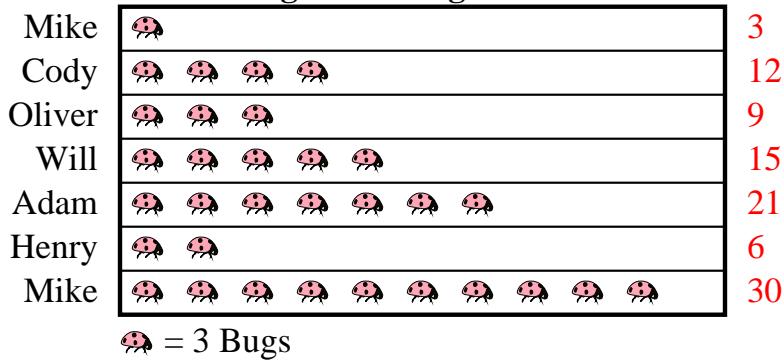 Mike 3
Cody 12
Oliver 9
Will 15
Adam 21
Henry 6
Mike 30
= 3 Bugs